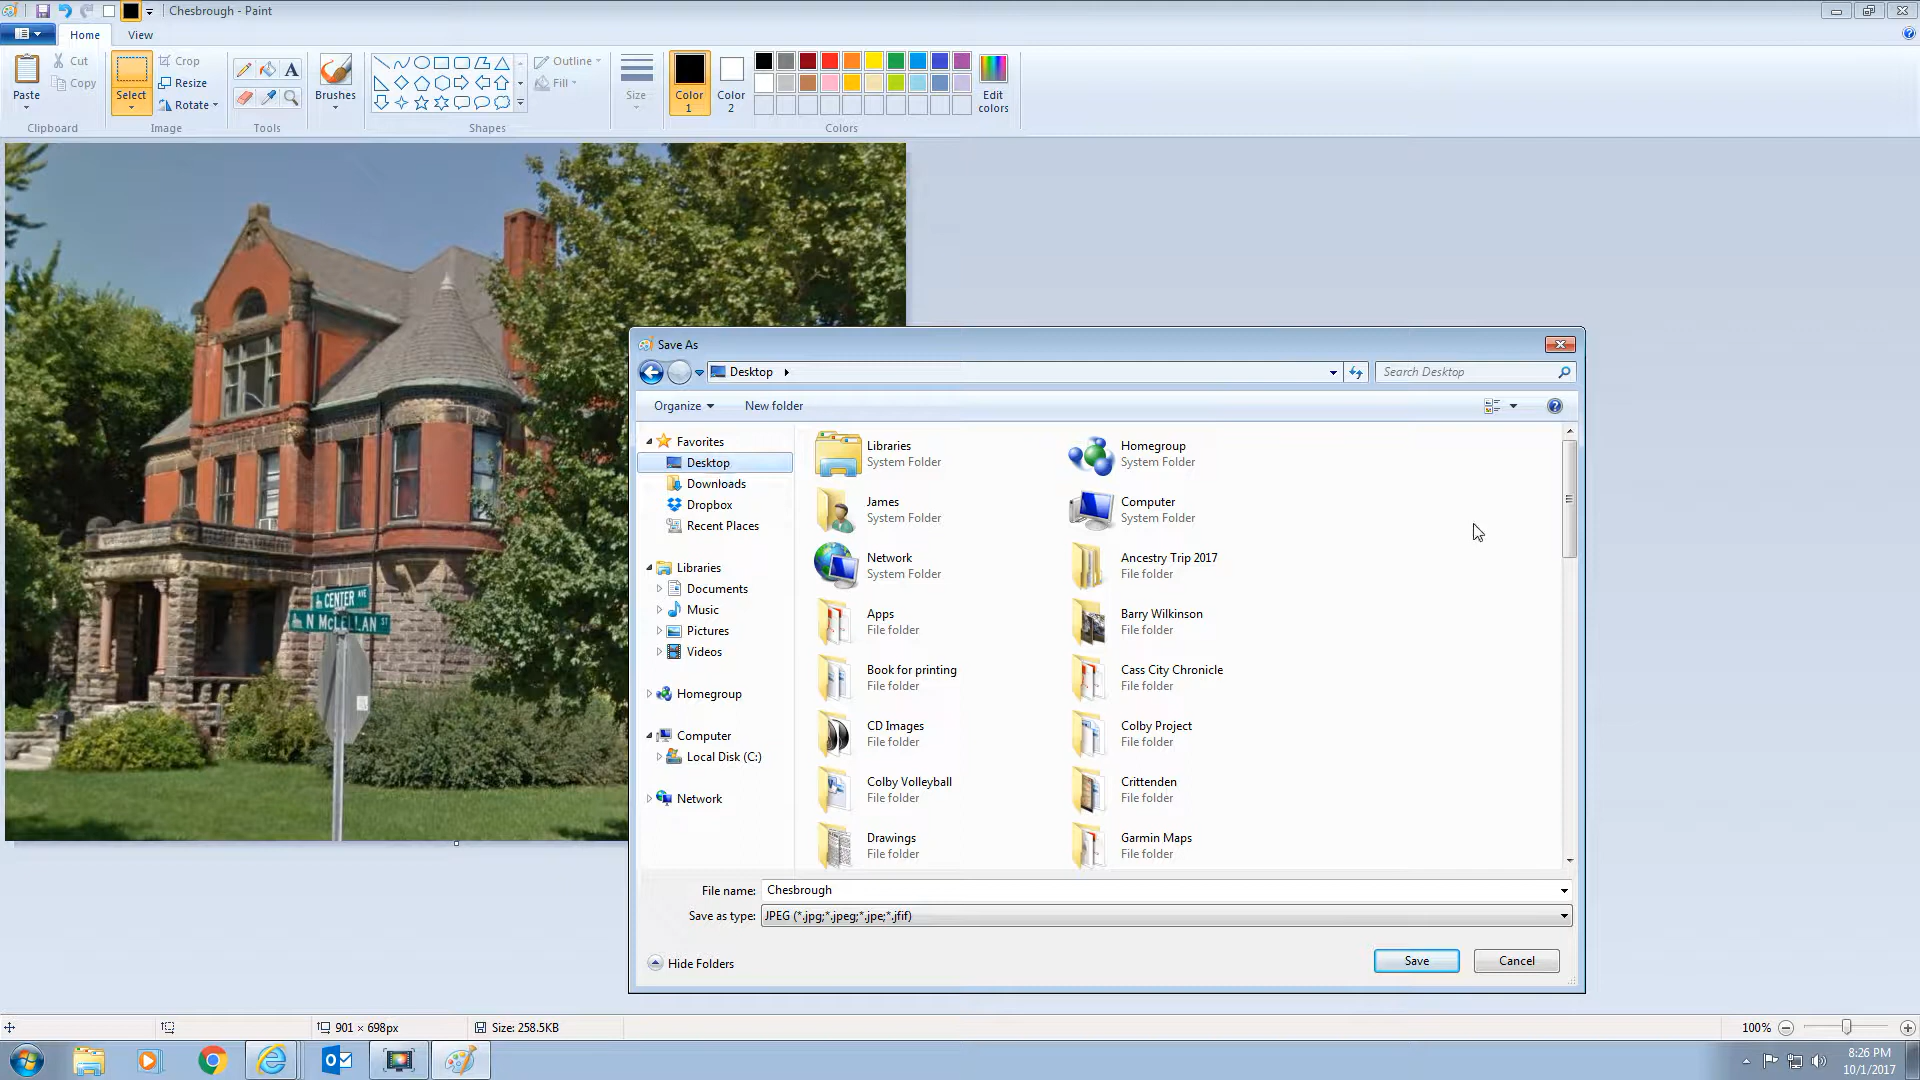 Chesbrough - Paint
Home View
Paste
Cut
Copy
Clipboard
Select
Crop
Resize
Rotate
Image
A
Tools
Brushes
Shapes
Outline
Fill
Size
Color 1
Color 2
Colors
Edit colors
CENTER AVE
N McLELLAN ST
Save As
Desktop
Search Desktop
Organize New folder
Favorites
Desktop
Downloads
Dropbox
Recent Places
Libraries
Documents
Music
Pictures
Videos
Homegroup
Computer
Local Disk (C:)
Network
Libraries
System Folder
Homegroup
System Folder
James
System Folder
Computer
System Folder
Network
System Folder
Ancestry Trip 2017
File folder
Apps
File folder
Barry Wilkinson
File folder
Book for printing
File folder
Cass City Chronicle
File folder
CD Images
File folder
Colby Project
File folder
Colby Volleyball
File folder
Crittenden
File folder
Drawings
File folder
Garmin Maps
File folder
File name: Chesbrough
Save as type: JPEG (*.jpg;*.jpeg;*.jpe;*.jfif)
Hide Folders
Save Cancel
901 × 698px
Size: 258.5KB
100%
8:26 PM
10/1/2017